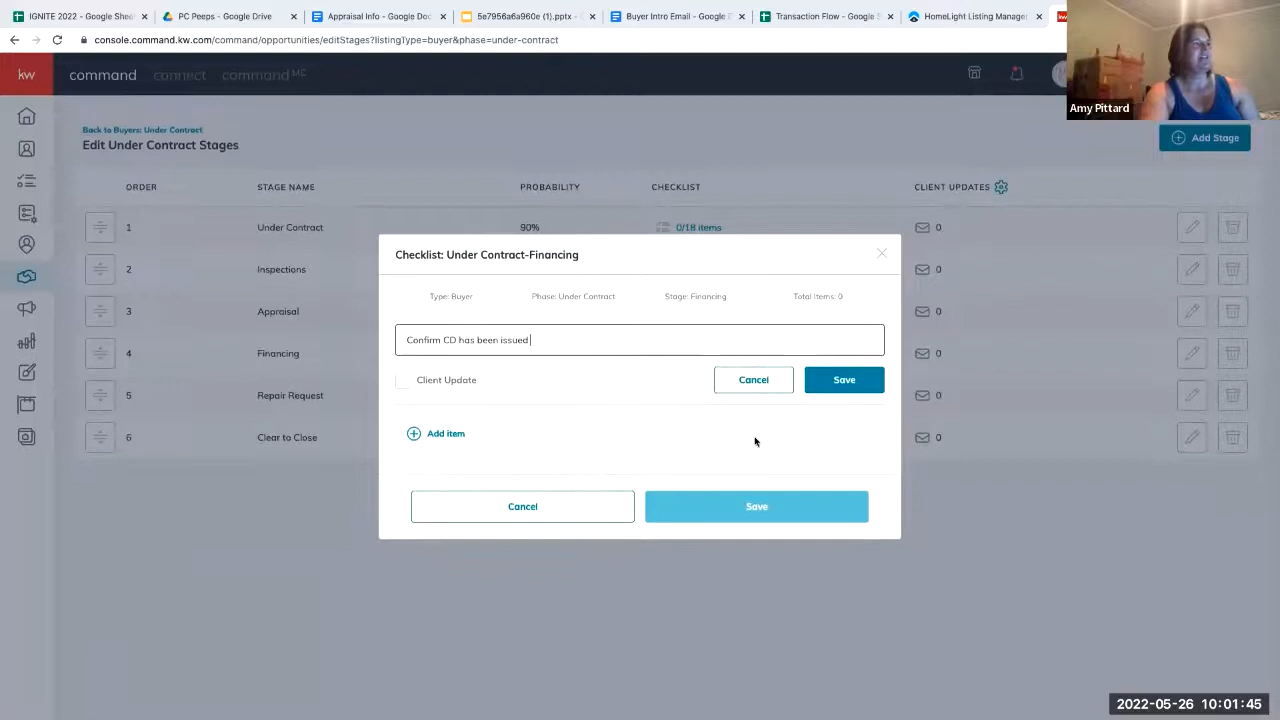 IGNITE 2022 - Google Shee
PC Peeps - Google Drive
Appraisal Info - Google Doc
5e7956a6a960e (1).pptx -
Buyer Intro Email - Google
Transaction Flow - Google S
HomeLight Listing Manager
kw
console.command.kw.com/command/opportunities/editStages?listingType=buyer&phase=under-contract
Amy Pittard
kw command connect command MC
Back to Buyers: Under Contract
Edit Under Contract Stages
Add Stage
ORDER STAGE NAME PROBABILITY CHECKLIST CLIENT UPDATES
1 Under Contract 90% 0/18 items 0
2 Inspections 0
3 Appraisal 0
4 Financing 0
5 Repair Request 0
6 Clear to Close 0
Checklist: Under Contract-Financing
Type: Buyer Phase: Under Contract Stage: Financing Total Items: 0
Confirm CD has been issued
Client Update Cancel Save
Add item
Cancel Save
2022-05-26 10:01:45